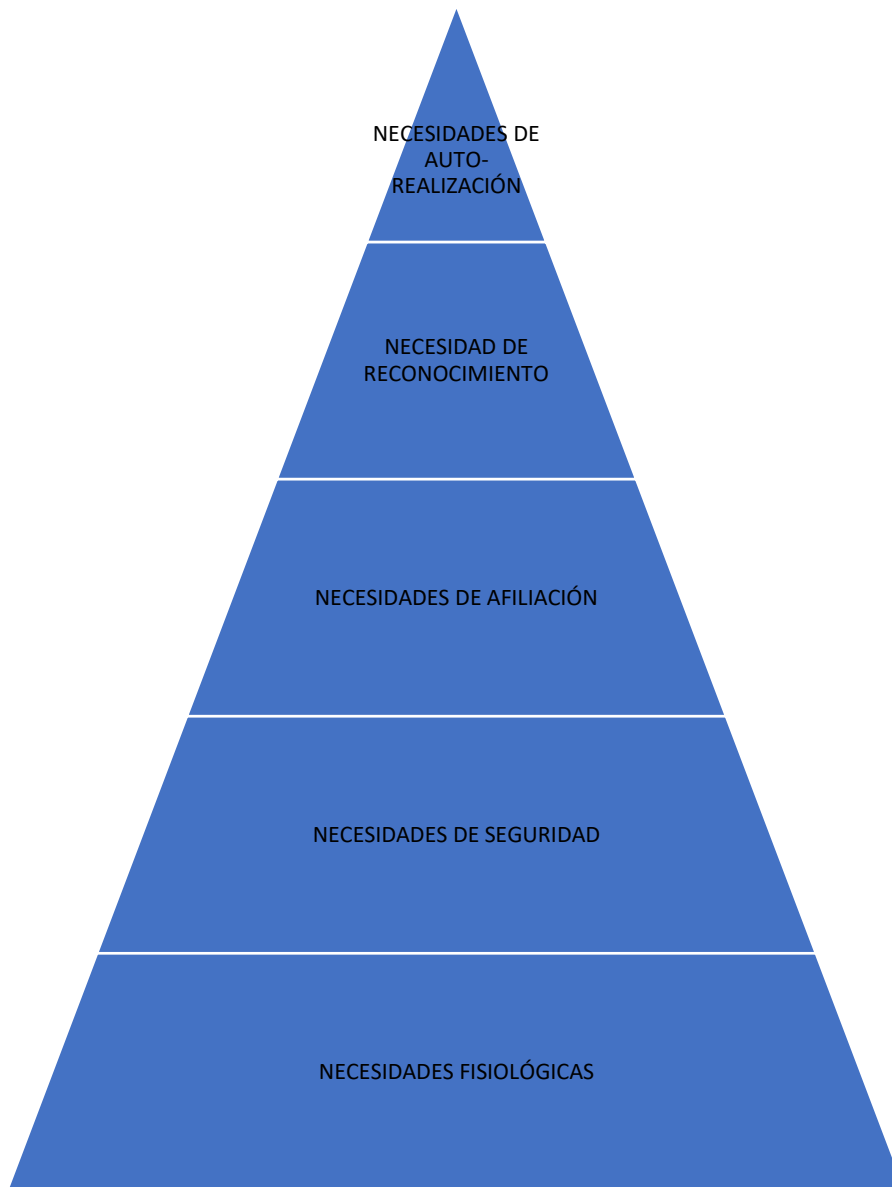 NECESIDADES DE
AUTO-
REALIZACIÓN
NECESIDAD DE
RECONOCIMIENTO
NECESIDADES DE AFILIACIÓN
NECESIDADES DE SEGURIDAD
NECESIDADES FISIOLÓGICAS